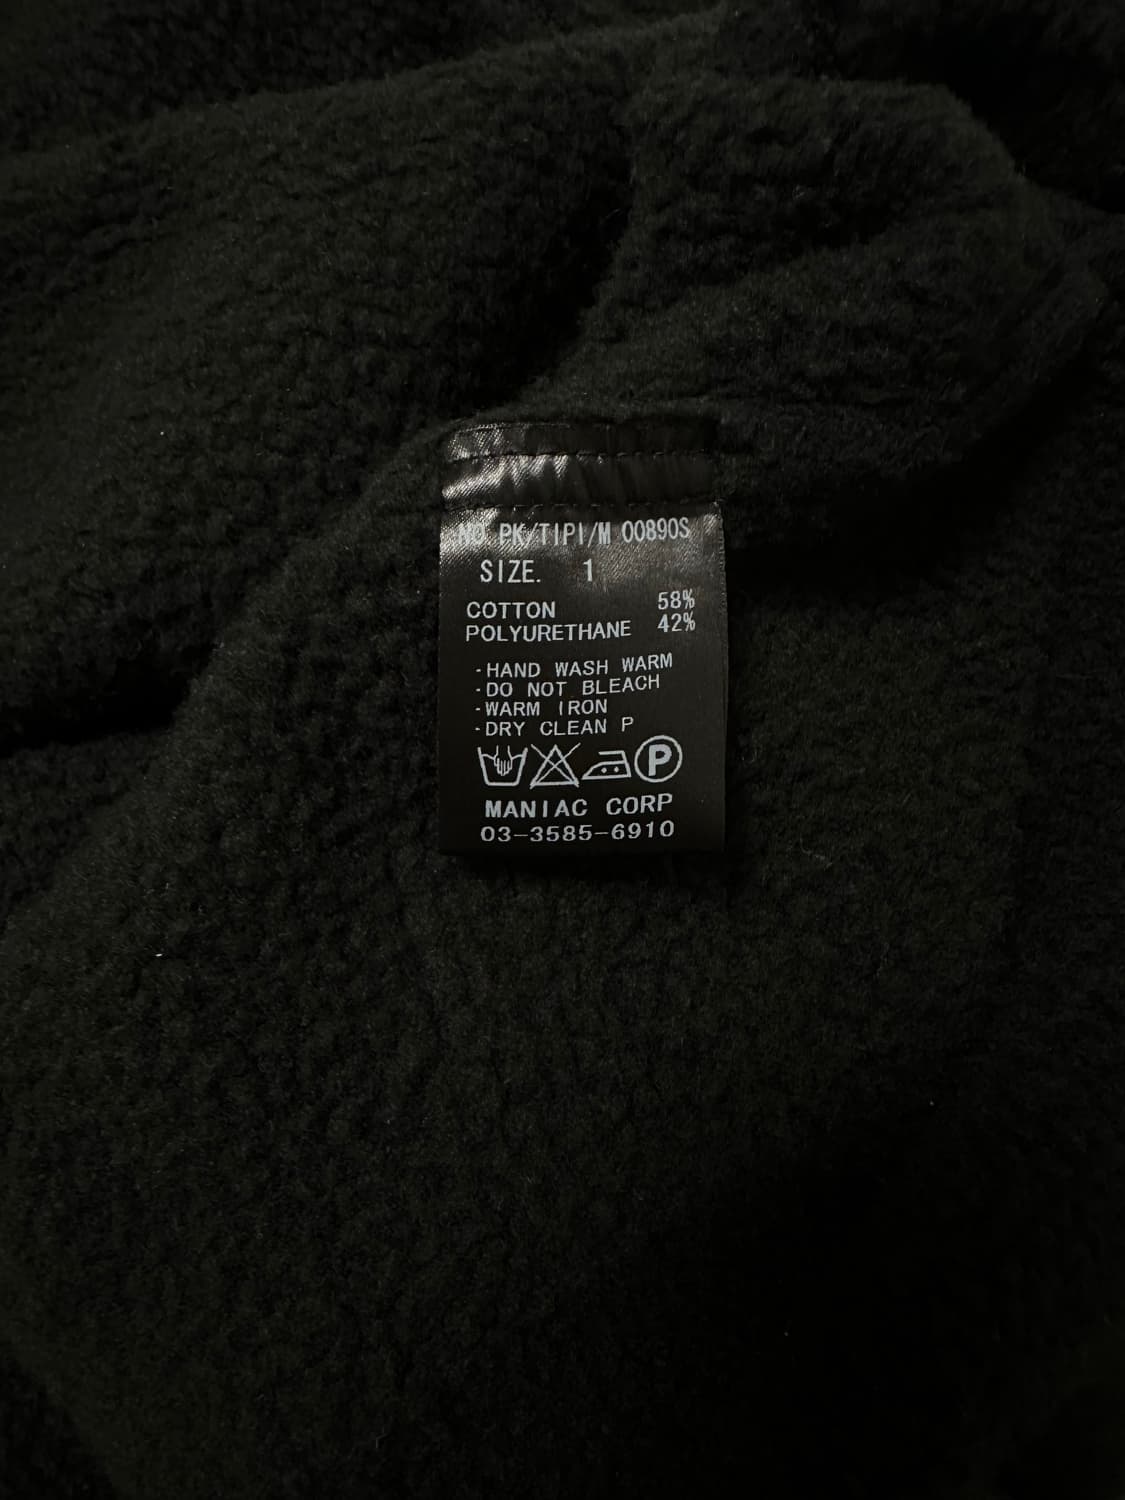 NO PK/TIPI/M 00890S
SIZE. 1
COTTON 58%
POLYURETHANE 42%
·HAND WASH WARM
·DO NOT BLEACH
·WARM IRON
·DRY CLEAN P
P
MANIAC CORP
03-3585-6910